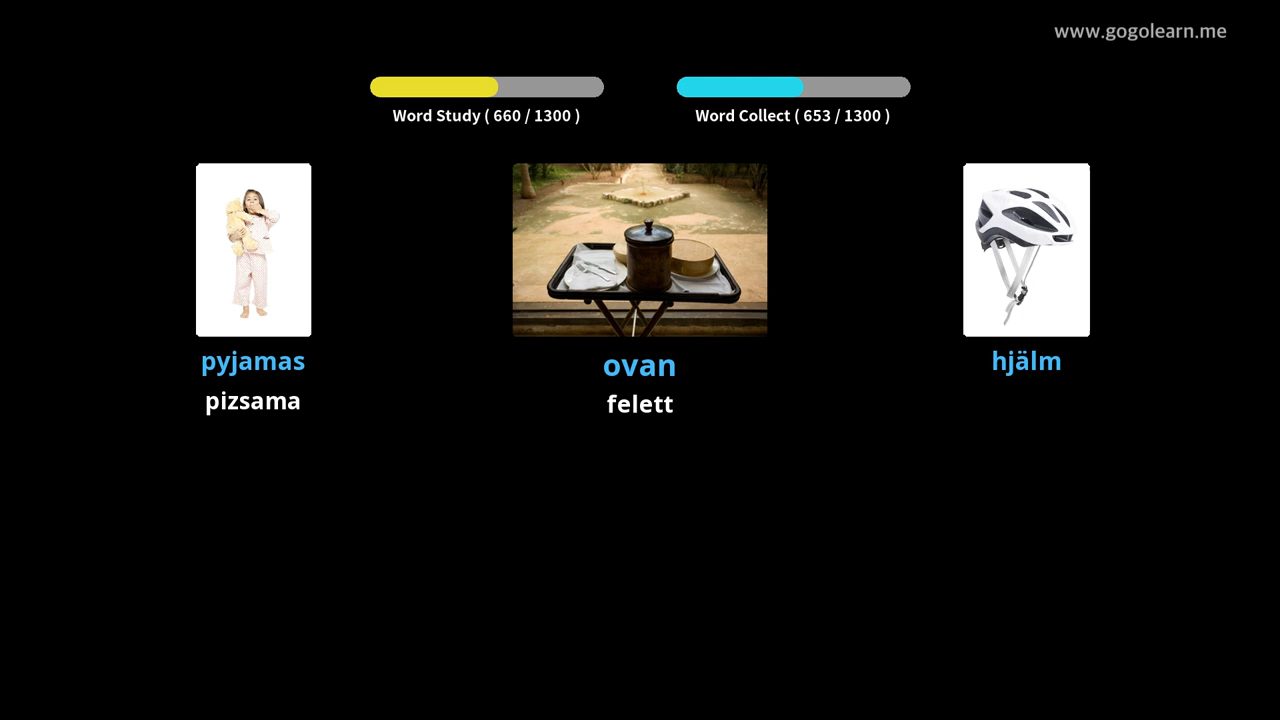 www.gogolearn.me
Word Study ( 660 / 1300 )
Word Collect ( 653 / 1300 )
pyjamas
pizsama
ovan
felett
hjälm